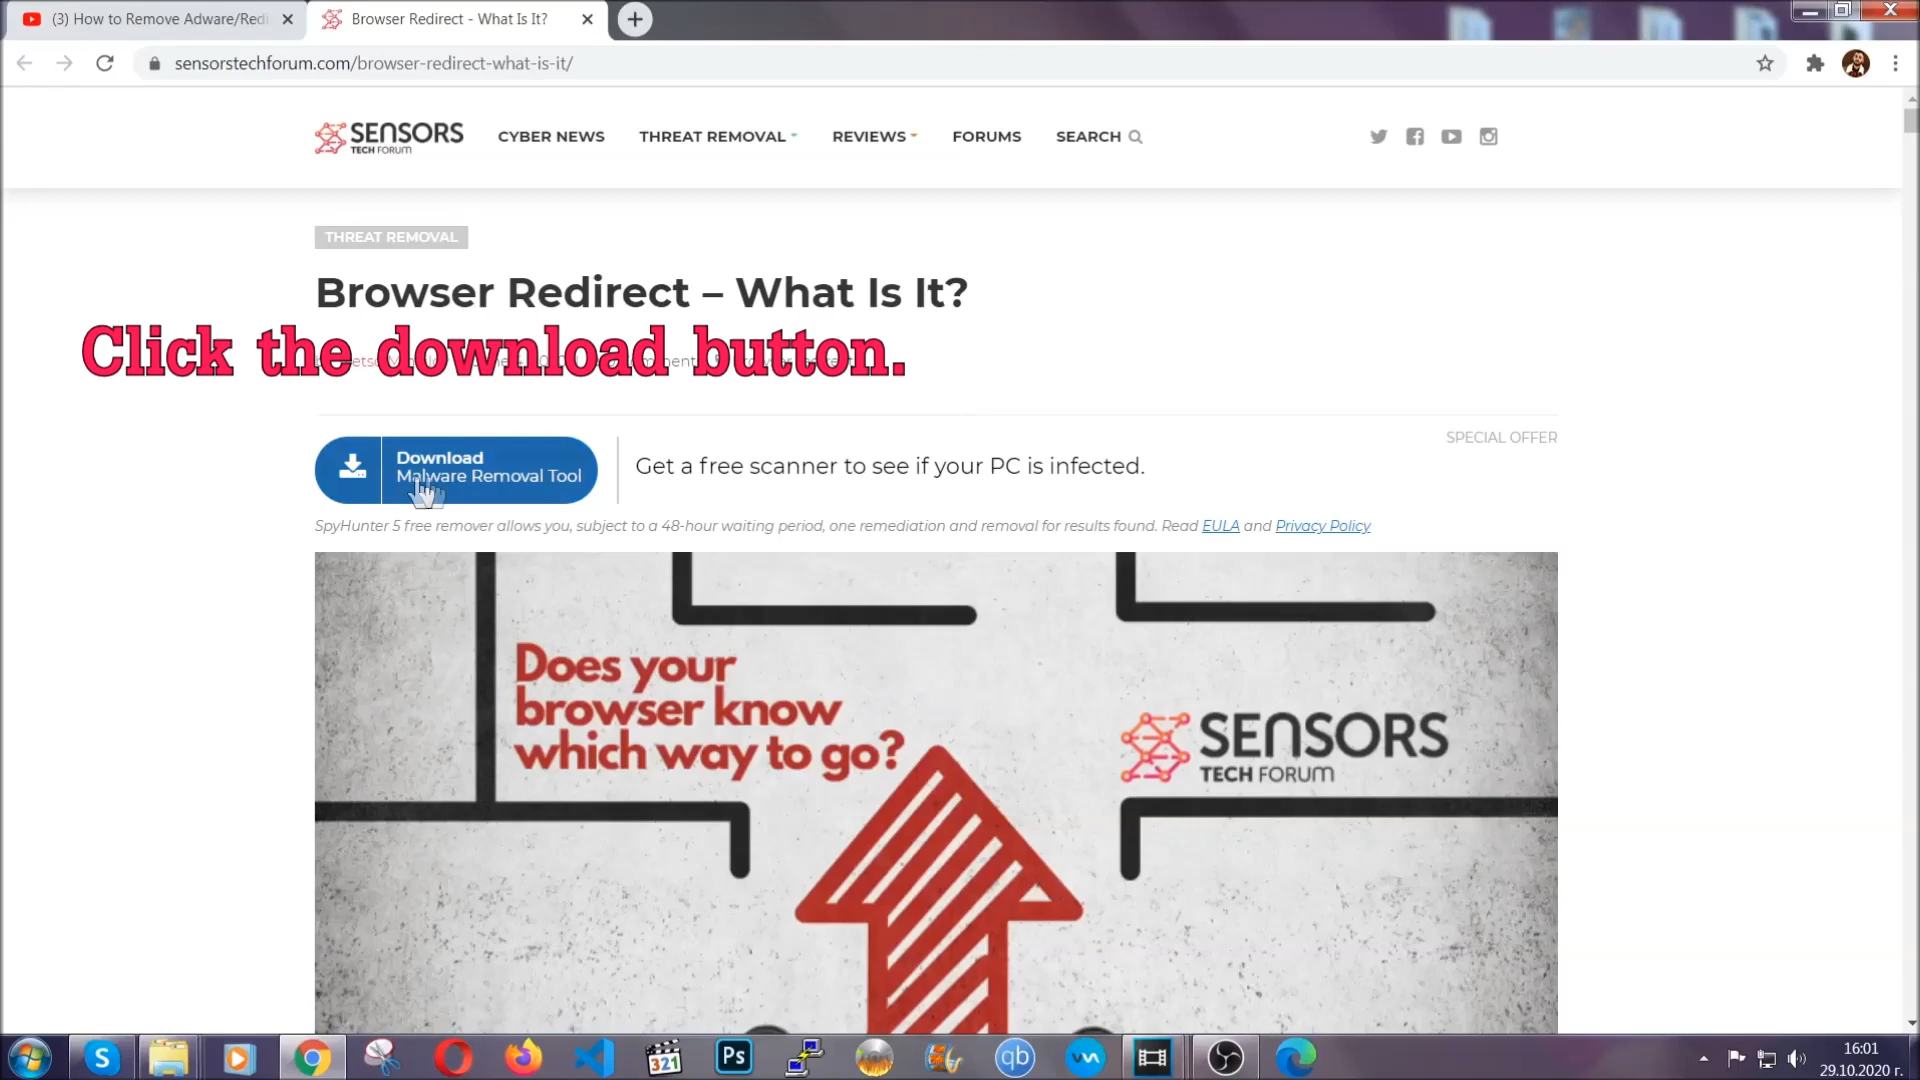 (3) How to Remove Adware/Redi
Browser Redirect - What Is It?
sensorstechforum.com/browser-redirect-what-is-it/
SENSORS
TECH FORUM
CYBER NEWS
THREAT REMOVAL
REVIEWS
FORUMS
SEARCH
THREAT REMOVAL
Browser Redirect – What Is It?
Click the download button.
SPECIAL OFFER
Download
Malware Removal Tool
Get a free scanner to see if your PC is infected.
SpyHunter 5 free remover allows you, subject to a 48-hour waiting period, one remediation and removal for results found. Read EULA and Privacy Policy
Does your
browser know
which way to go?
SENSORS
TECH FORUM
321
Ps
qb
16:01
29.10.2020 г.